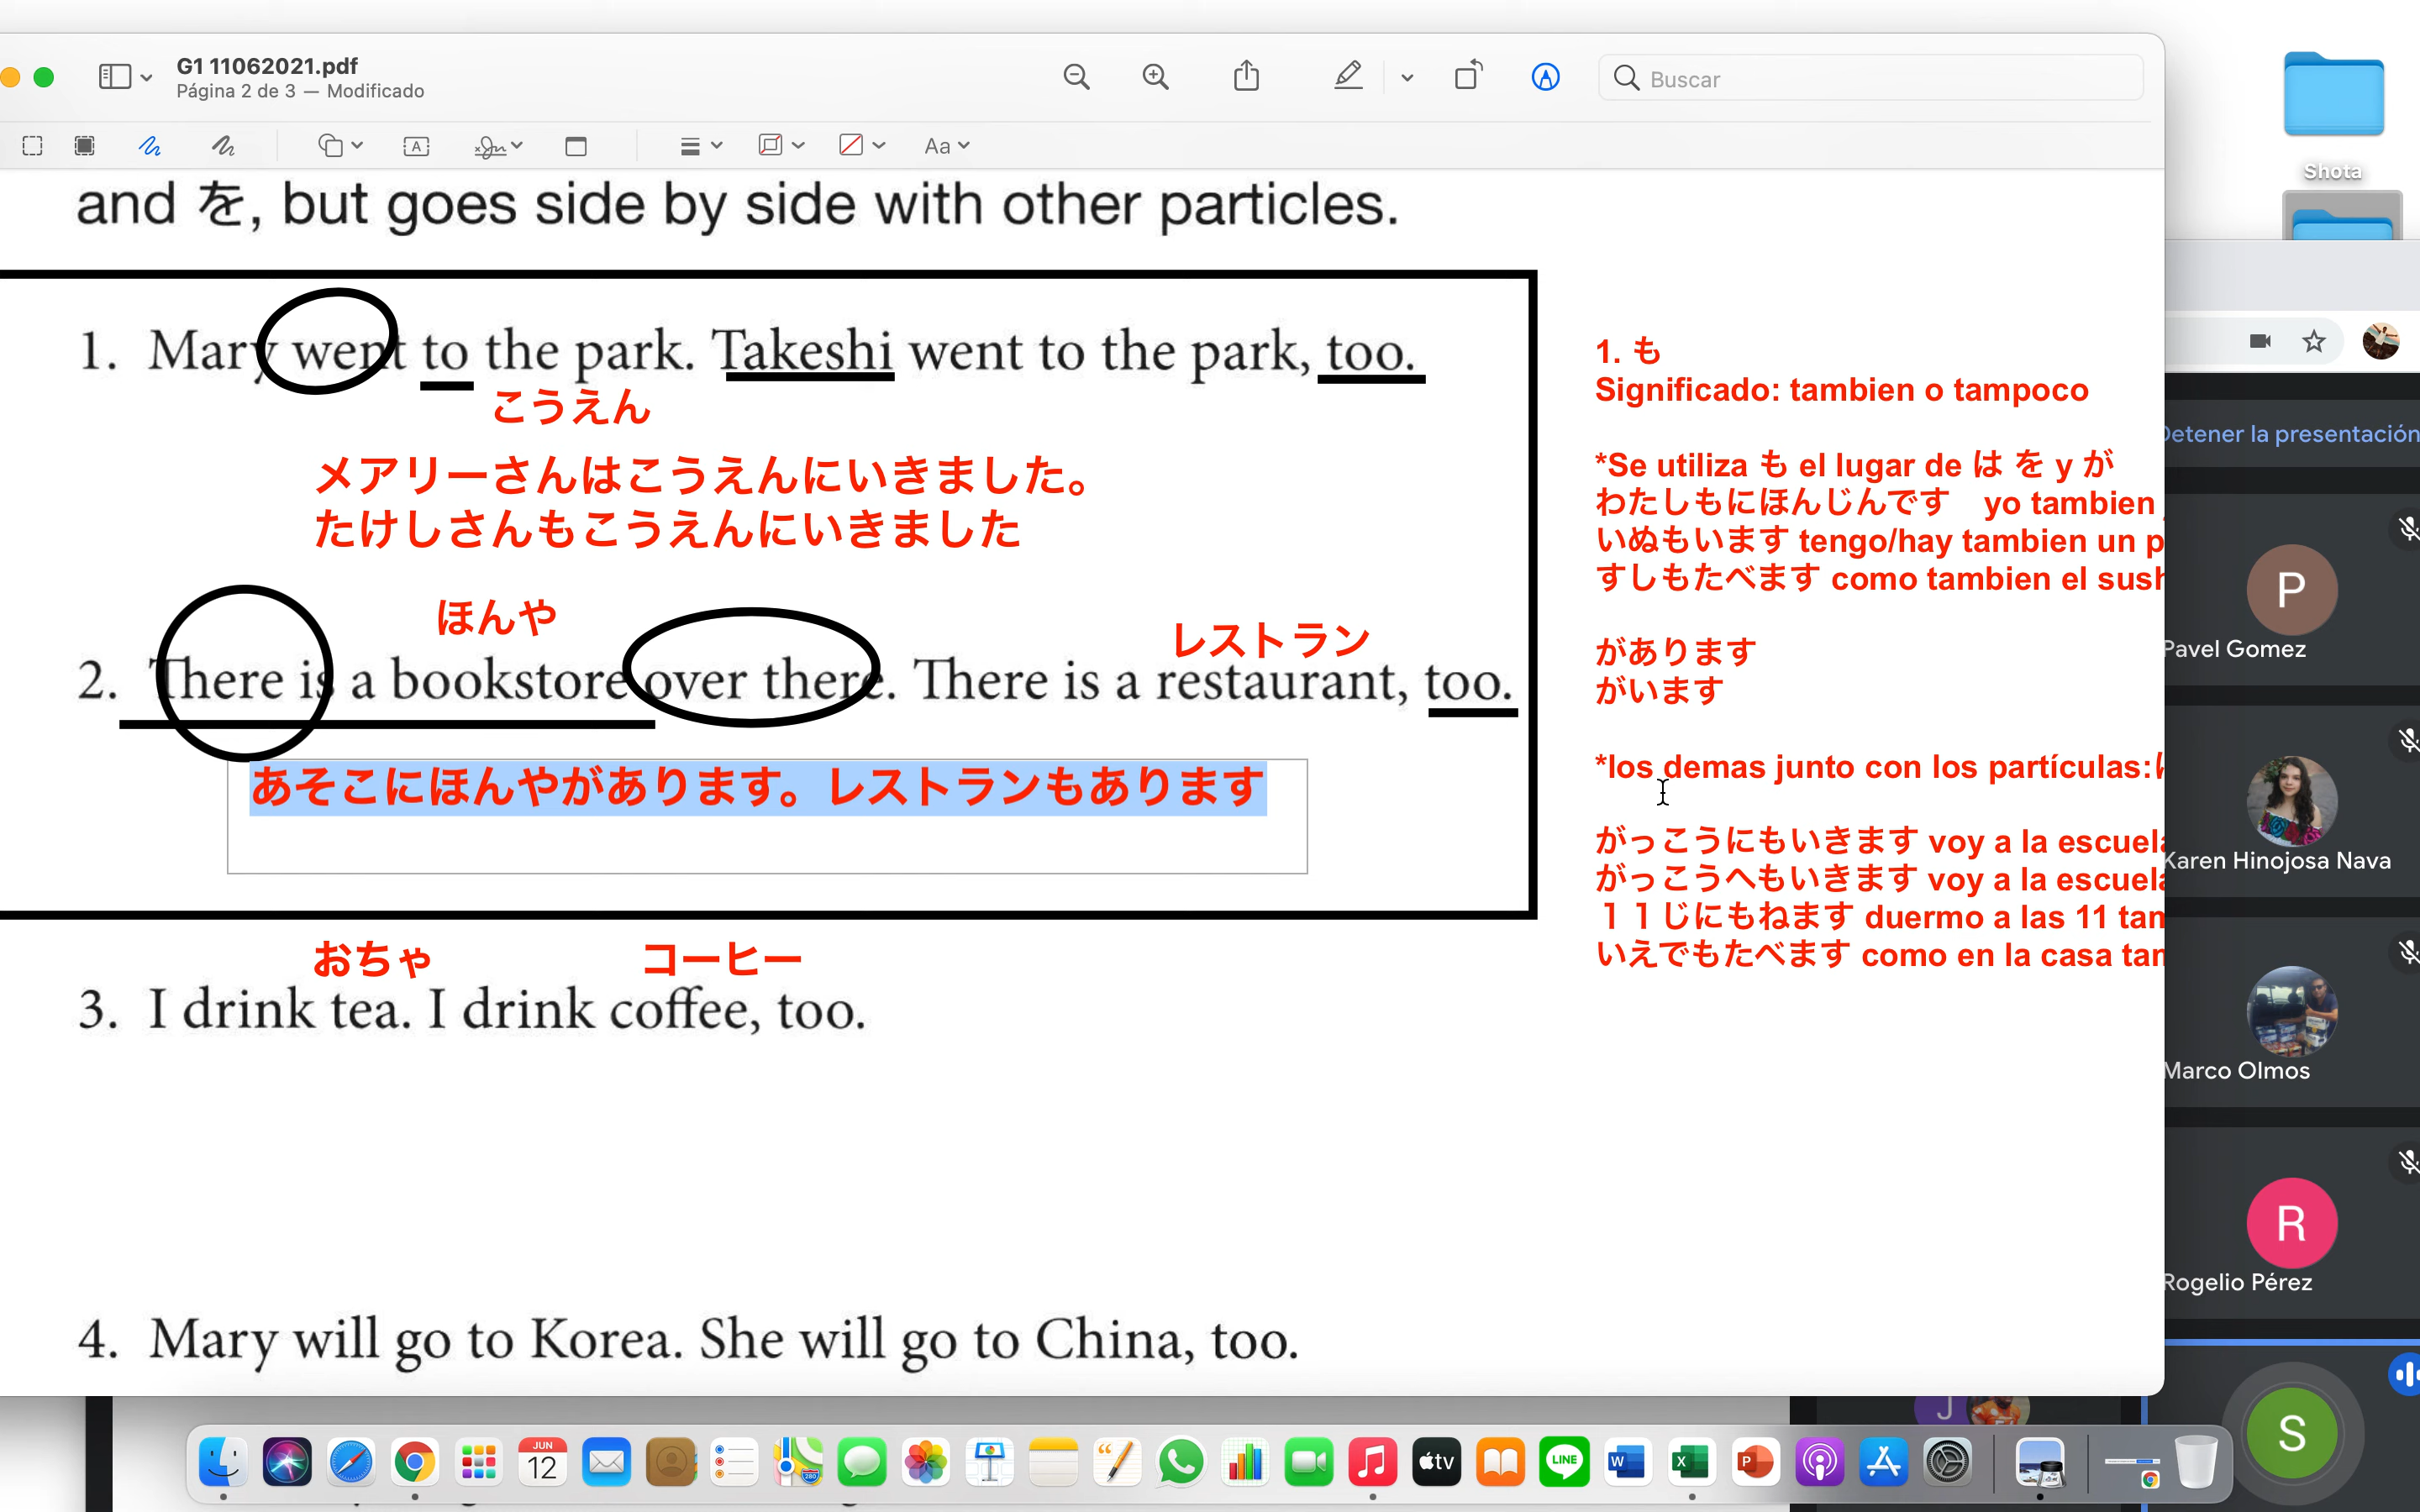 G1 11062021.pdf
Página 2 de 3 — Modificado
Buscar
Aa
and を, but goes side by side with other particles.
1. Mary went to the park. Takeshi went to the park, too.
こうえん
メアリーさんはこうえんにいきました。
たけしさんもこうえんにいきました
ほんや
レストラン
2. There is a bookstore over there. There is a restaurant, too.
あそこにほんやがあります。レストランもあります
おちゃ
コーヒー
3. I drink tea. I drink coffee, too.
4. Mary will go to Korea. She will go to China, too.
1. も
Significado: tambien o tampoco
*Se utiliza も el lugar de は を y が
わたしもにほんじんです yo tambien
いぬもいます tengo/hay tambien un p
すしもたべます como tambien el sush
があります
がいます
*los demas junto con los partículas:
がっこうにもいきます voy a la escuela
がっこうへもいきます voy a la escuela
11じにもねます duermo a las 11 tam
いえでもたべます como en la casa tam
Shota
Detener la presentación
P
Pavel Gomez
Karen Hinojosa Nava
Marco Olmos
R
Rogelio Pérez
S
J
JUN
12
280
tv
LINE
W
X
P